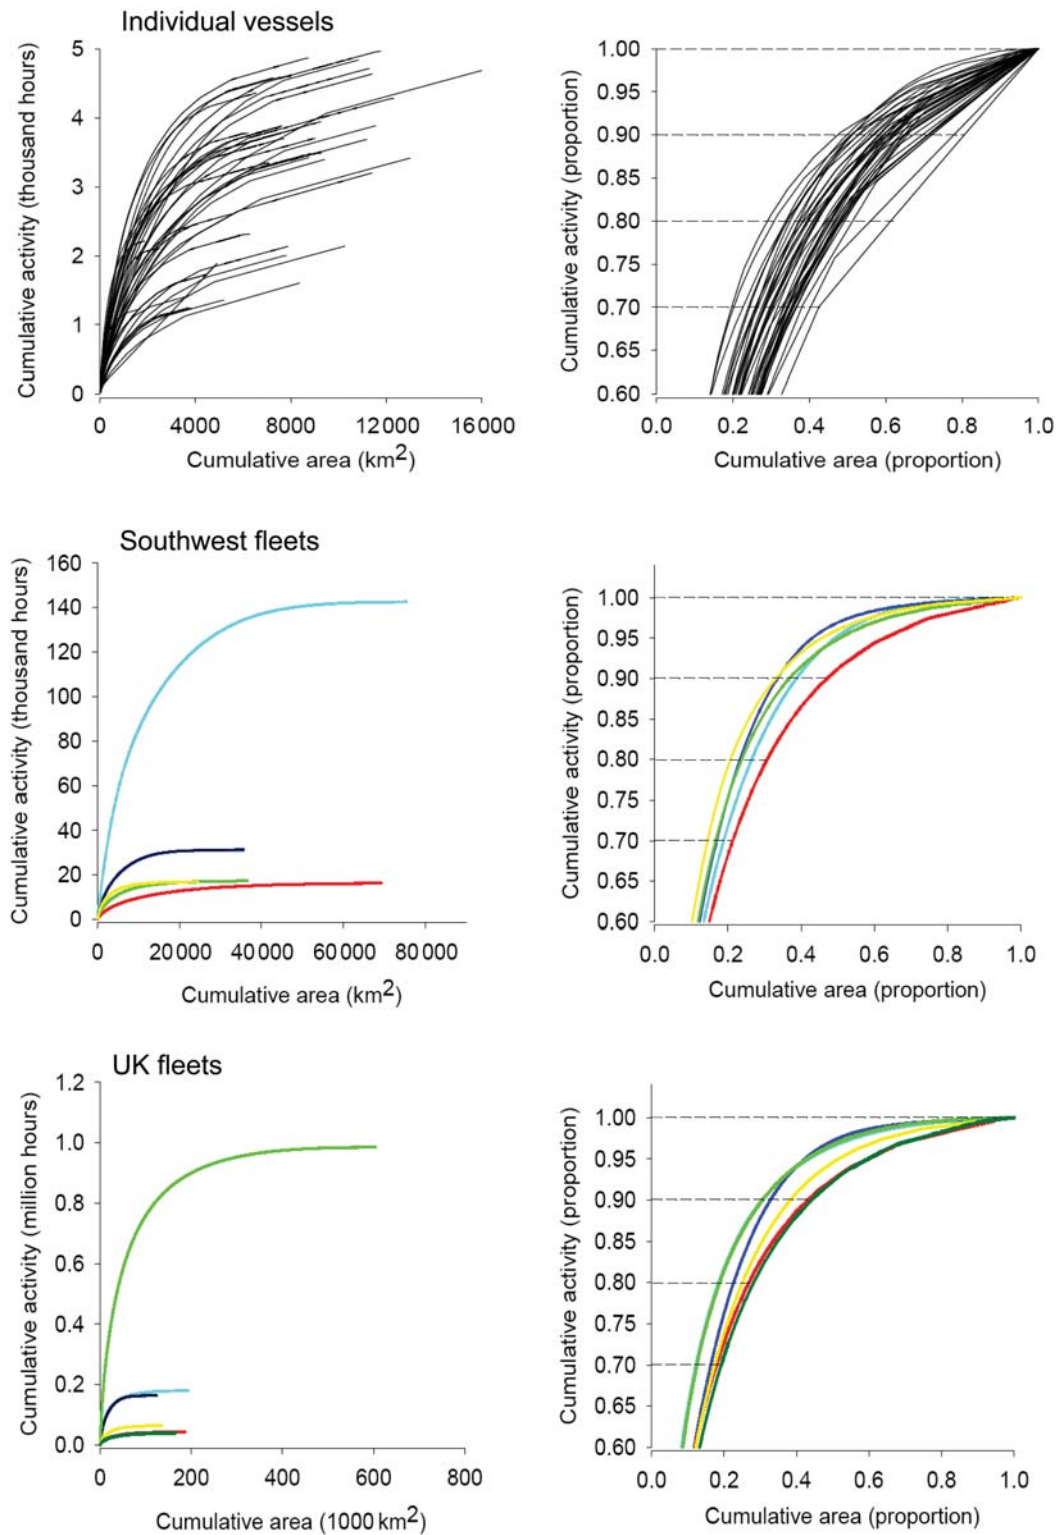 Individual vessels
Cumulative activity (thousand hours)
5
4
3
2
1
0
0 4000 8000 12000 16000
Cumulative area (km2)
Cumulative activity (proportion)
1.00
0.95
0.90
0.85
0.80
0.75
0.70
0.65
0.60
0.0 0.2 0.4 0.6 0.8 1.0
Cumulative area (proportion)
Southwest fleets
Cumulative activity (thousand hours)
160
140
120
100
80
60
40
20
0
0 20000 40000 60000 80000
Cumulative area (km2)
Cumulative activity (proportion)
1.00
0.95
0.90
0.85
0.80
0.75
0.70
0.65
0.60
0.0 0.2 0.4 0.6 0.8 1.0
Cumulative area (proportion)
UK fleets
Cumulative activity (million hours)
1.2
1.0
0.8
0.6
0.4
0.2
0.0
0 200 400 600 800
Cumulative area (1000 km2)
Cumulative activity (proportion)
1.00
0.95
0.90
0.85
0.80
0.75
0.70
0.65
0.60
0.0 0.2 0.4 0.6 0.8 1.0
Cumulative area (proportion)